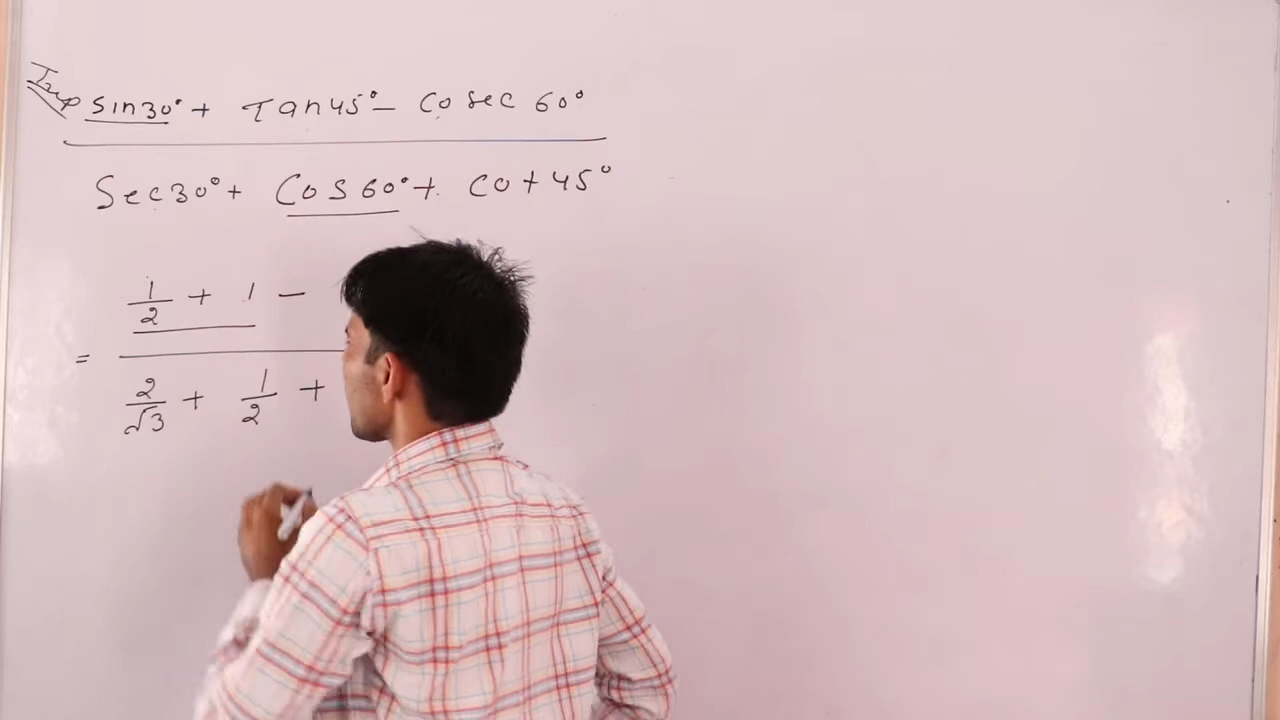 Imp sin30° + Tan45° - Cosec 60°
Sec30° + Cos60° + Cot45°
1/2 + 1 -
=
2/√3 + 1/2 +